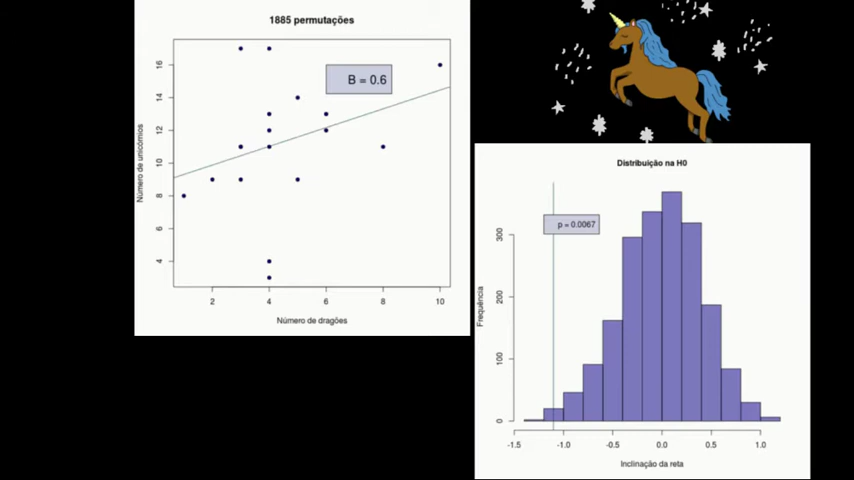 1885 permutações
B = 0.6
Número de unicórnios
16
14
12
10
8
6
4
2 4 6 8 10
Número de dragões
Distribuição na H0
p = 0.0067
Frequência
300
200
100
0
-1.5 -1.0 -0.5 0.0 0.5 1.0
Inclinação da reta